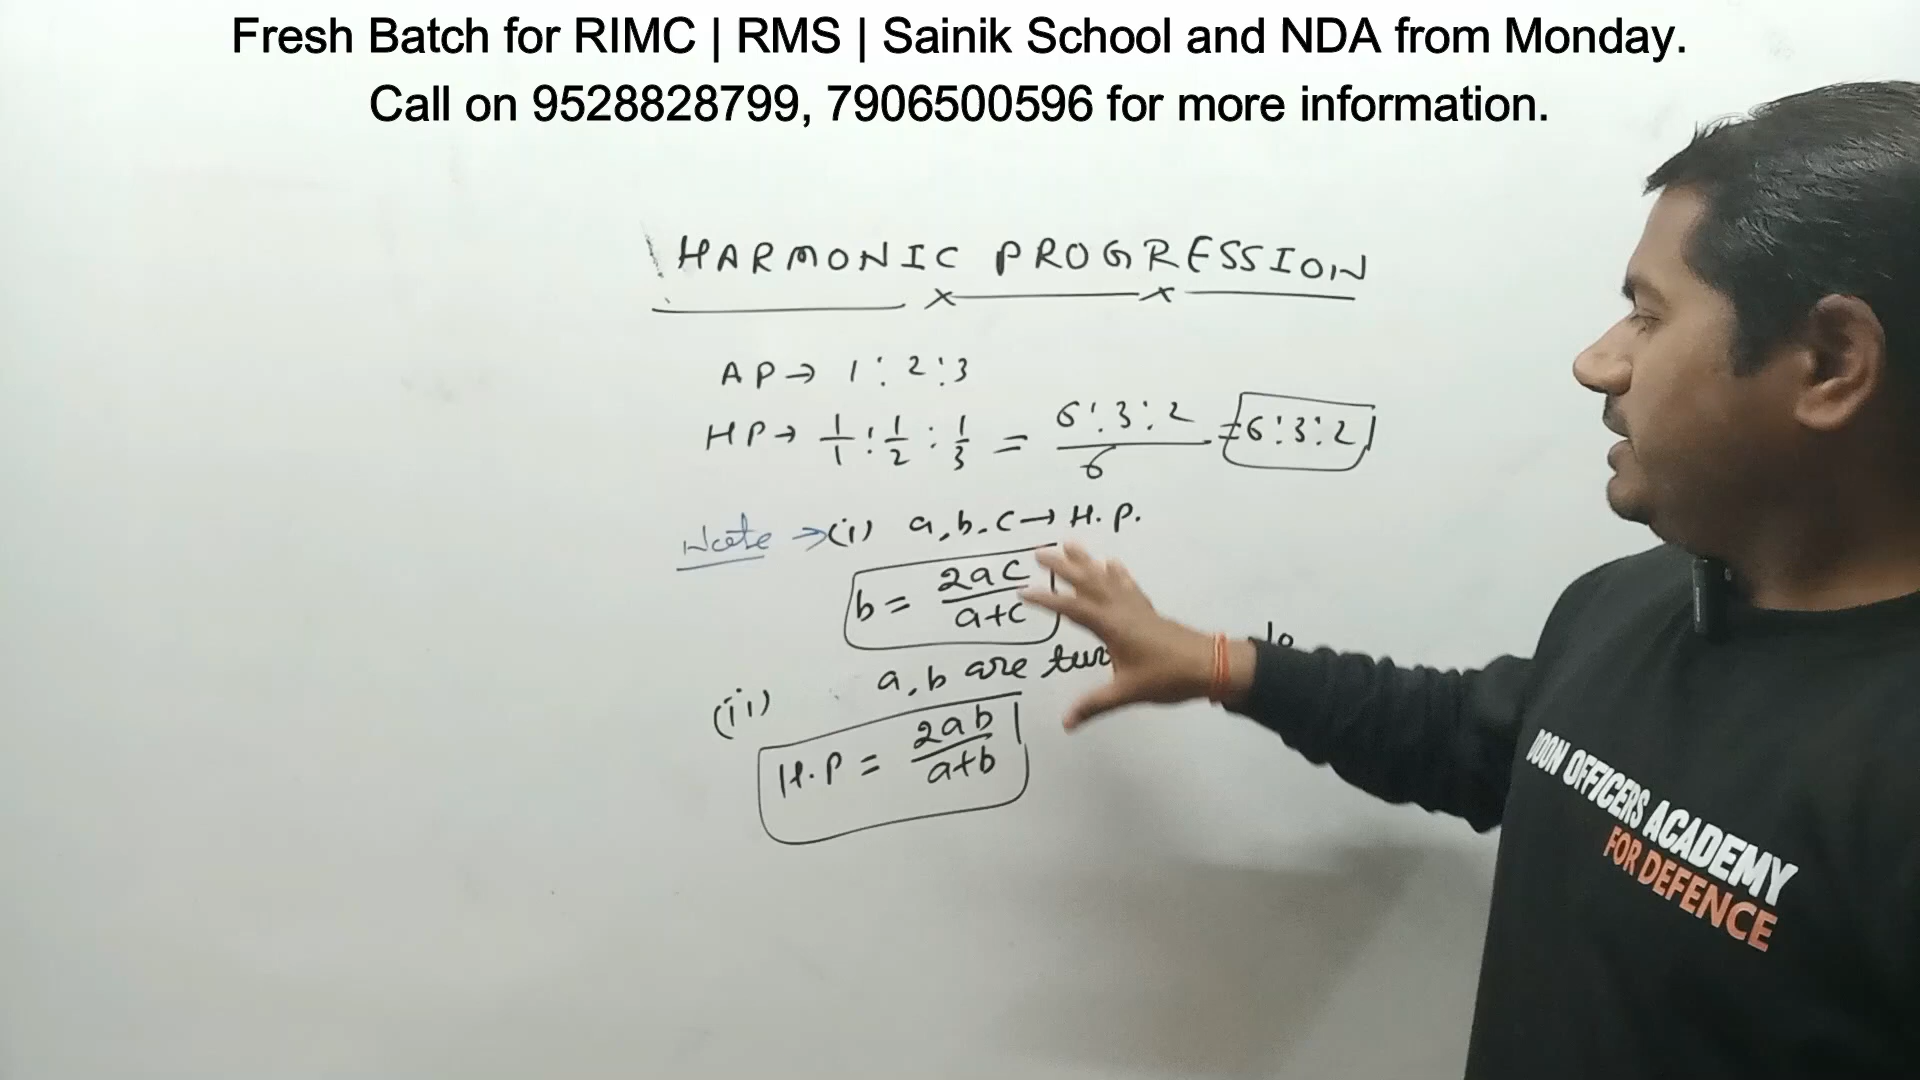 Fresh Batch for RIMC | RMS | Sainik School and NDA from Monday.
Call on 9528828799, 7906500596 for more information.
HARMONIC PROGRESSION
AP→ 1:2:3
HP→ 1/1 : 1/2 : 1/3 = 6:3:2/6 = 6:3:2
Note →(i) a,b.c→H.P.
b = 2ac/a+c
(ii) a,b are
H.P = 2ab/a+b
DOON OFFICERS ACADEMY
FOR DEFENCE